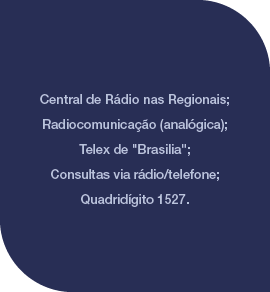 Central de Rádio nas Regionais;
Radiocomunicação (analógica);
Telex de "Brasilia";
Consultas via rádio/telefone;
Quadridígito 1527.